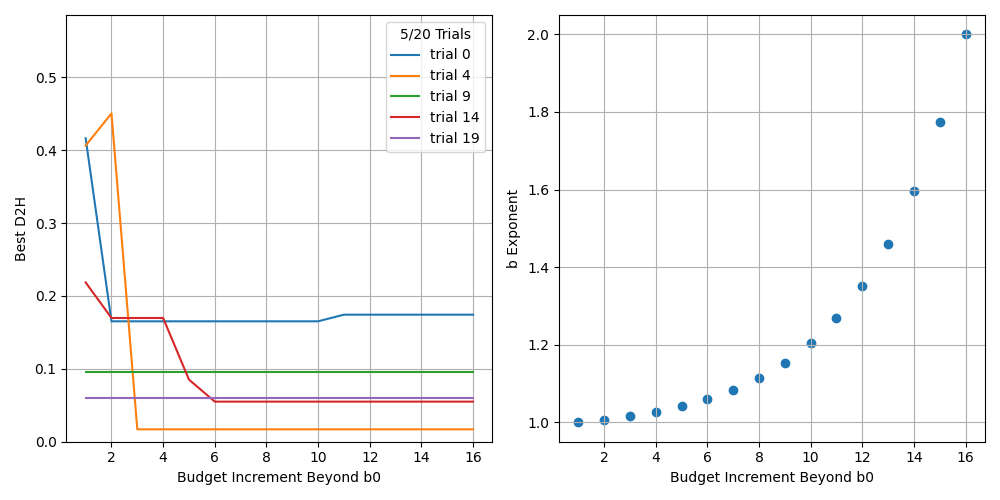 5/20 Trials
trial 0
trial 4
trial 9
trial 14
trial 19
0.5
0.4
0.3
0.2
0.1
0.0
Best D2H
2 4 6 8 10 12 14 16
Budget Increment Beyond b0
2.0
1.8
1.6
1.4
1.2
1.0
b Exponent
2 4 6 8 10 12 14 16
Budget Increment Beyond b0